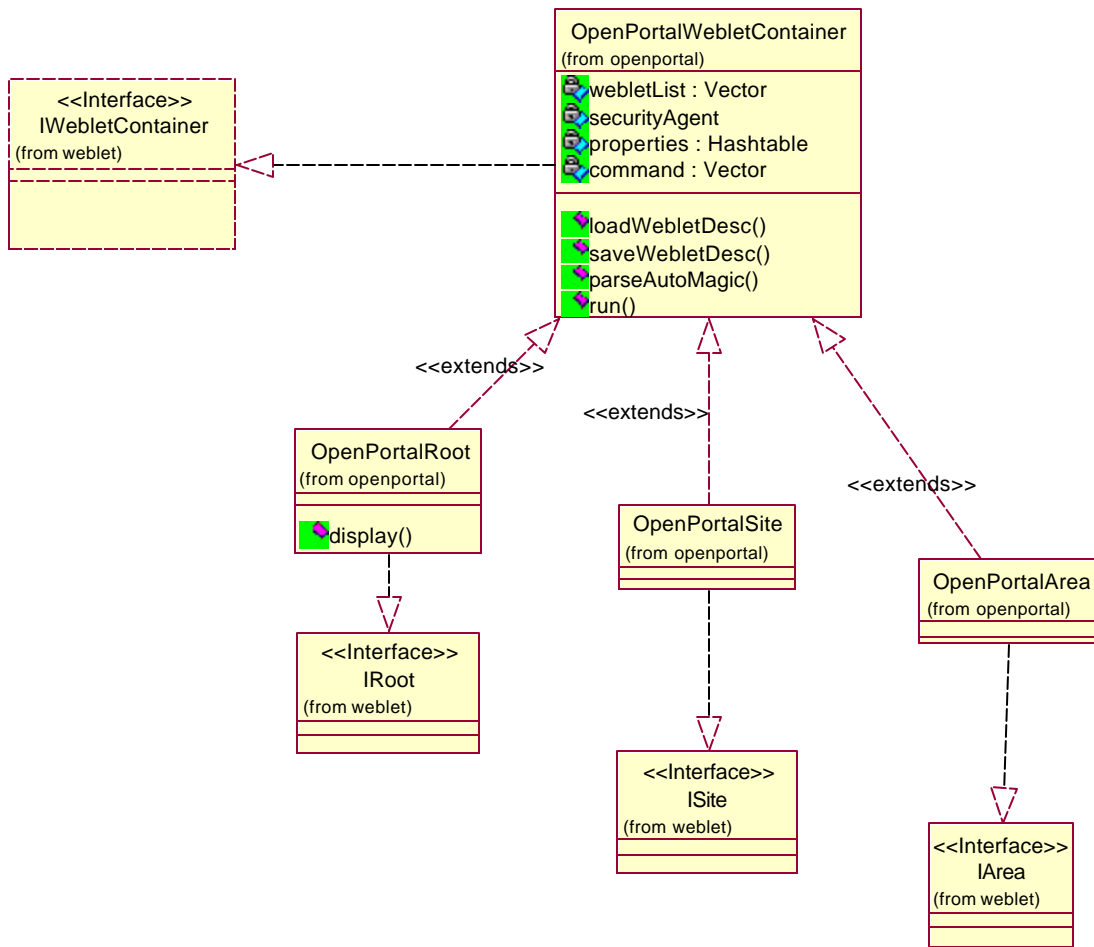 OpenPortalWebletContainer
(from openportal)
webletList : Vector
securityAgent
properties : Hashtable
command : Vector
loadWebletDesc()
saveWebletDesc()
parseAutoMagic()
run()
<<Interface>>
IWebletContainer
(from weblet)
<<extends>>
<<extends>>
<<extends>>
OpenPortalRoot
(from openportal)
display()
OpenPortalSite
(from openportal)
OpenPortalArea
(from openportal)
<<Interface>>
IRoot
(from weblet)
<<Interface>>
ISite
(from weblet)
<<Interface>>
IArea
(from weblet)